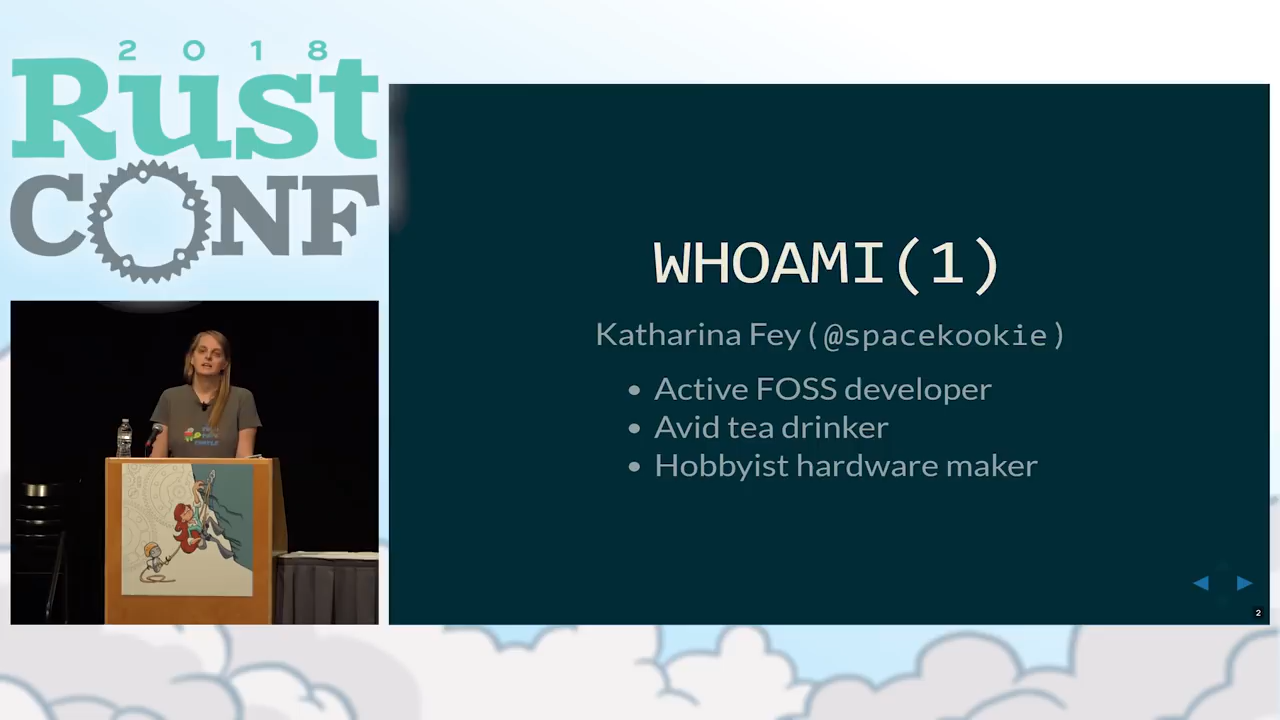 2018
Rust
CONF
WHOAMI(1)
Katharina Fey (@spacekookie)
• Active FOSS developer
• Avid tea drinker
• Hobbyist hardware maker
2